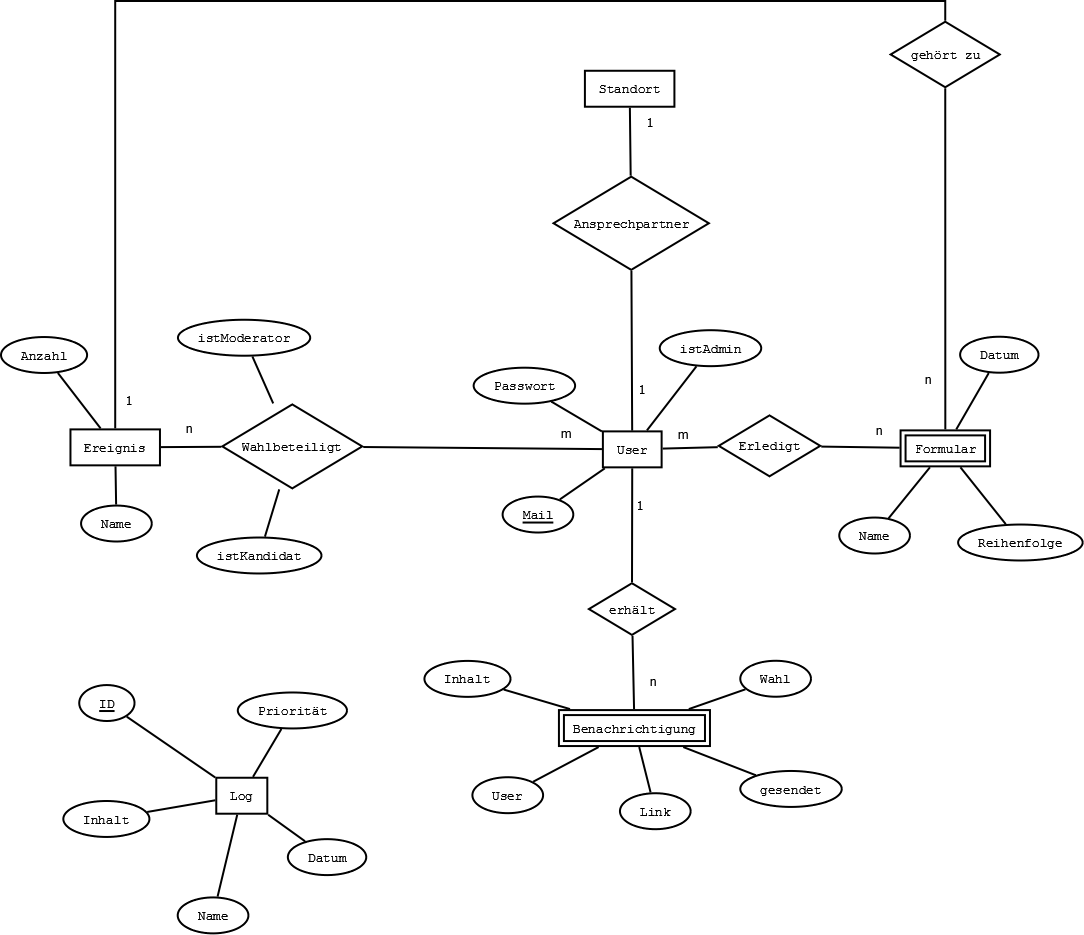 gehört zu
Standort
1
Ansprechpartner
istModerator
istAdmin
Anzahl
Datum
Passwort
n
1
1
n
m
m
n
Ereignis
Wahlbeteiligt
User
Erledigt
Formular
Mail
1
Name
Name
Reihenfolge
istKandidat
erhält
Inhalt
n
Wahl
ID
Priorität
Benachrichtigung
User
Link
gesendet
Log
Inhalt
Datum
Name